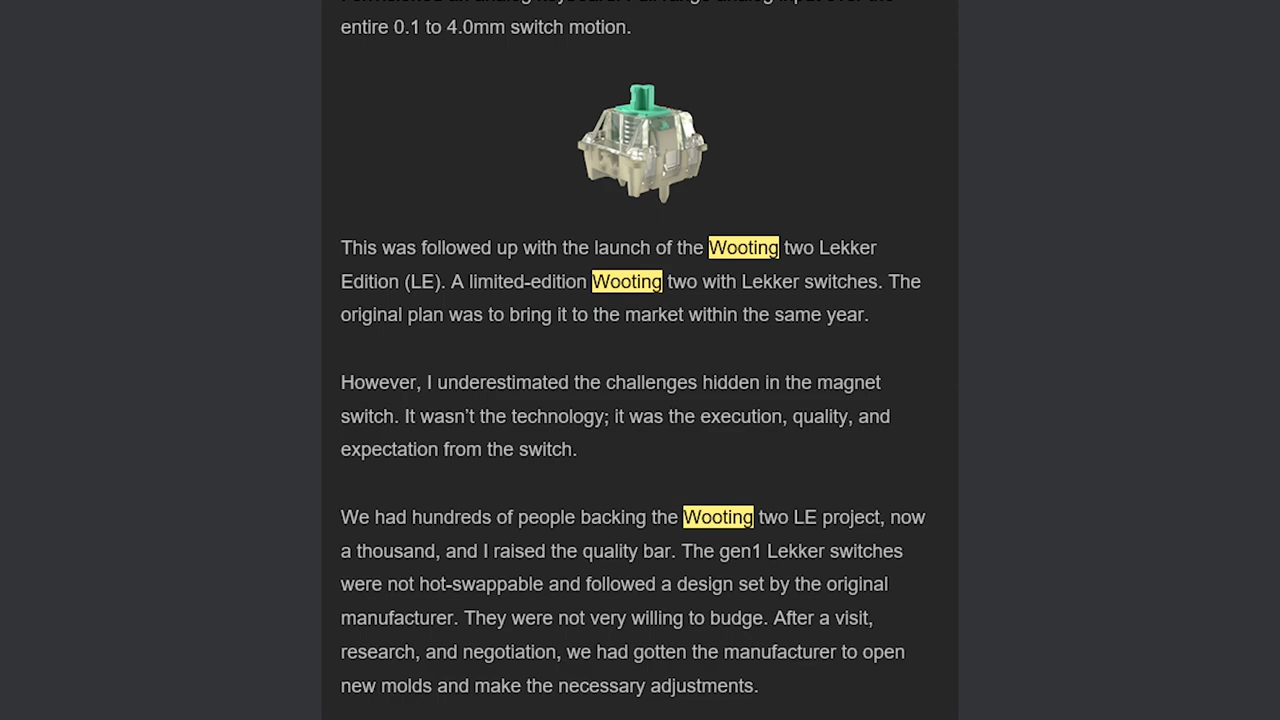 entire 0.1 to 4.0mm switch motion.
This was followed up with the launch of the Wooting two Lekker
Edition (LE). A limited-edition Wooting two with Lekker switches. The
original plan was to bring it to the market within the same year.
However, I underestimated the challenges hidden in the magnet
switch. It wasn’t the technology; it was the execution, quality, and
expectation from the switch.
We had hundreds of people backing the Wooting two LE project, now
a thousand, and I raised the quality bar. The gen1 Lekker switches
were not hot-swappable and followed a design set by the original
manufacturer. They were not very willing to budge. After a visit,
research, and negotiation, we had gotten the manufacturer to open
new molds and make the necessary adjustments.